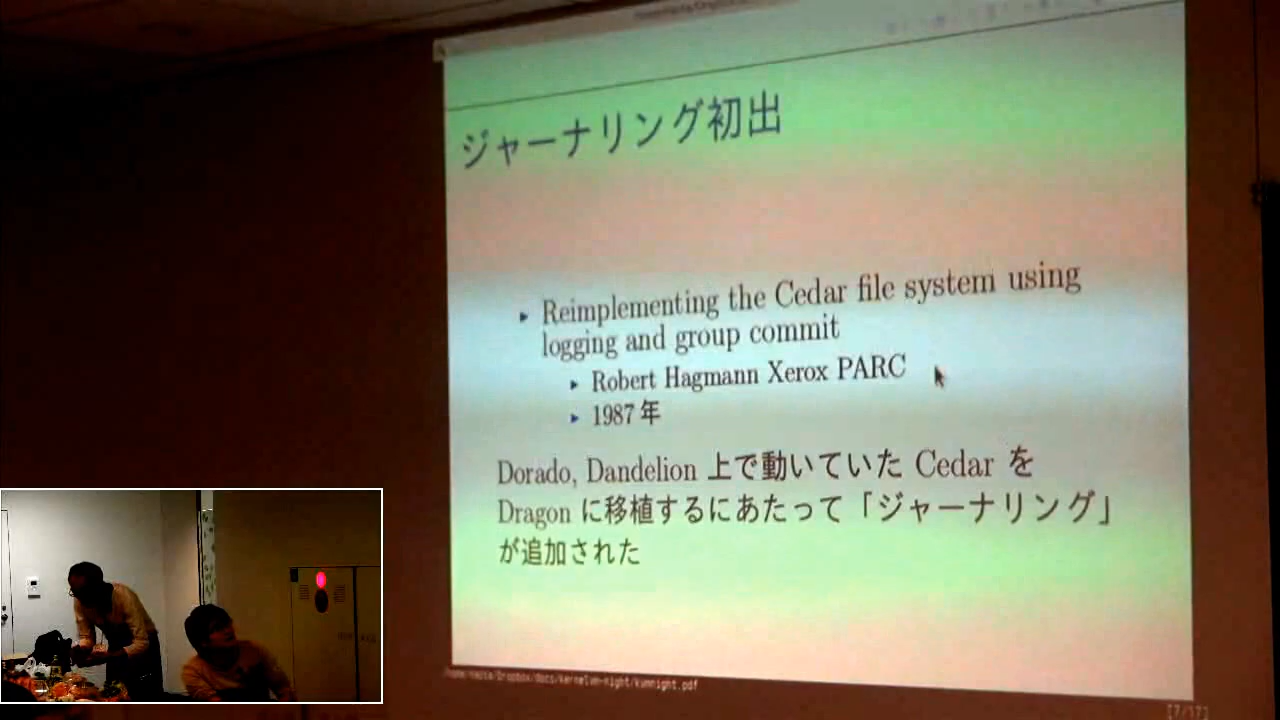 ジャーナリング初出
▸ Reimplementing the Cedar file system using
logging and group commit
▸ Robert Hagmann Xerox PARC
▸ 1987年
Dorado, Dandelion 上で動いていた Cedar を
Dragon に移植するにあたって「ジャーナリング」
が追加された
[7/17]